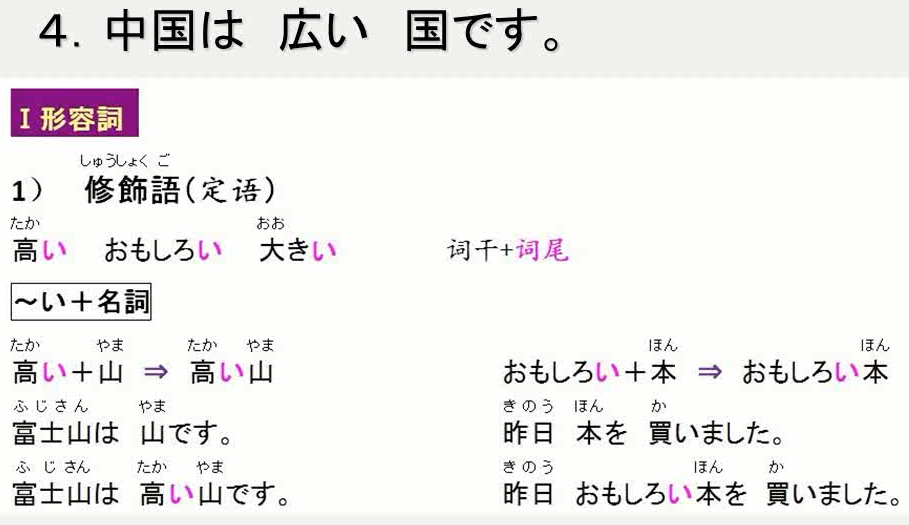 4. 中国は 広い 国です。
I 形容詞
しゅうしょく ご
1） 修飾語(定语)
たか おお
高い おもしろい 大きい 词干+词尾
～い＋名詞
たか やま たか やま ほん ほん
高い＋山 ⇒ 高い山 おもしろい＋本 ⇒ おもしろい本
ふじさん やま きのう ほん か
富士山は 山です。 昨日 本を 買いました。
ふ じ さん たか やま きのう ほん か
富士山は 高い山です。 昨日 おもしろい本を 買いました。